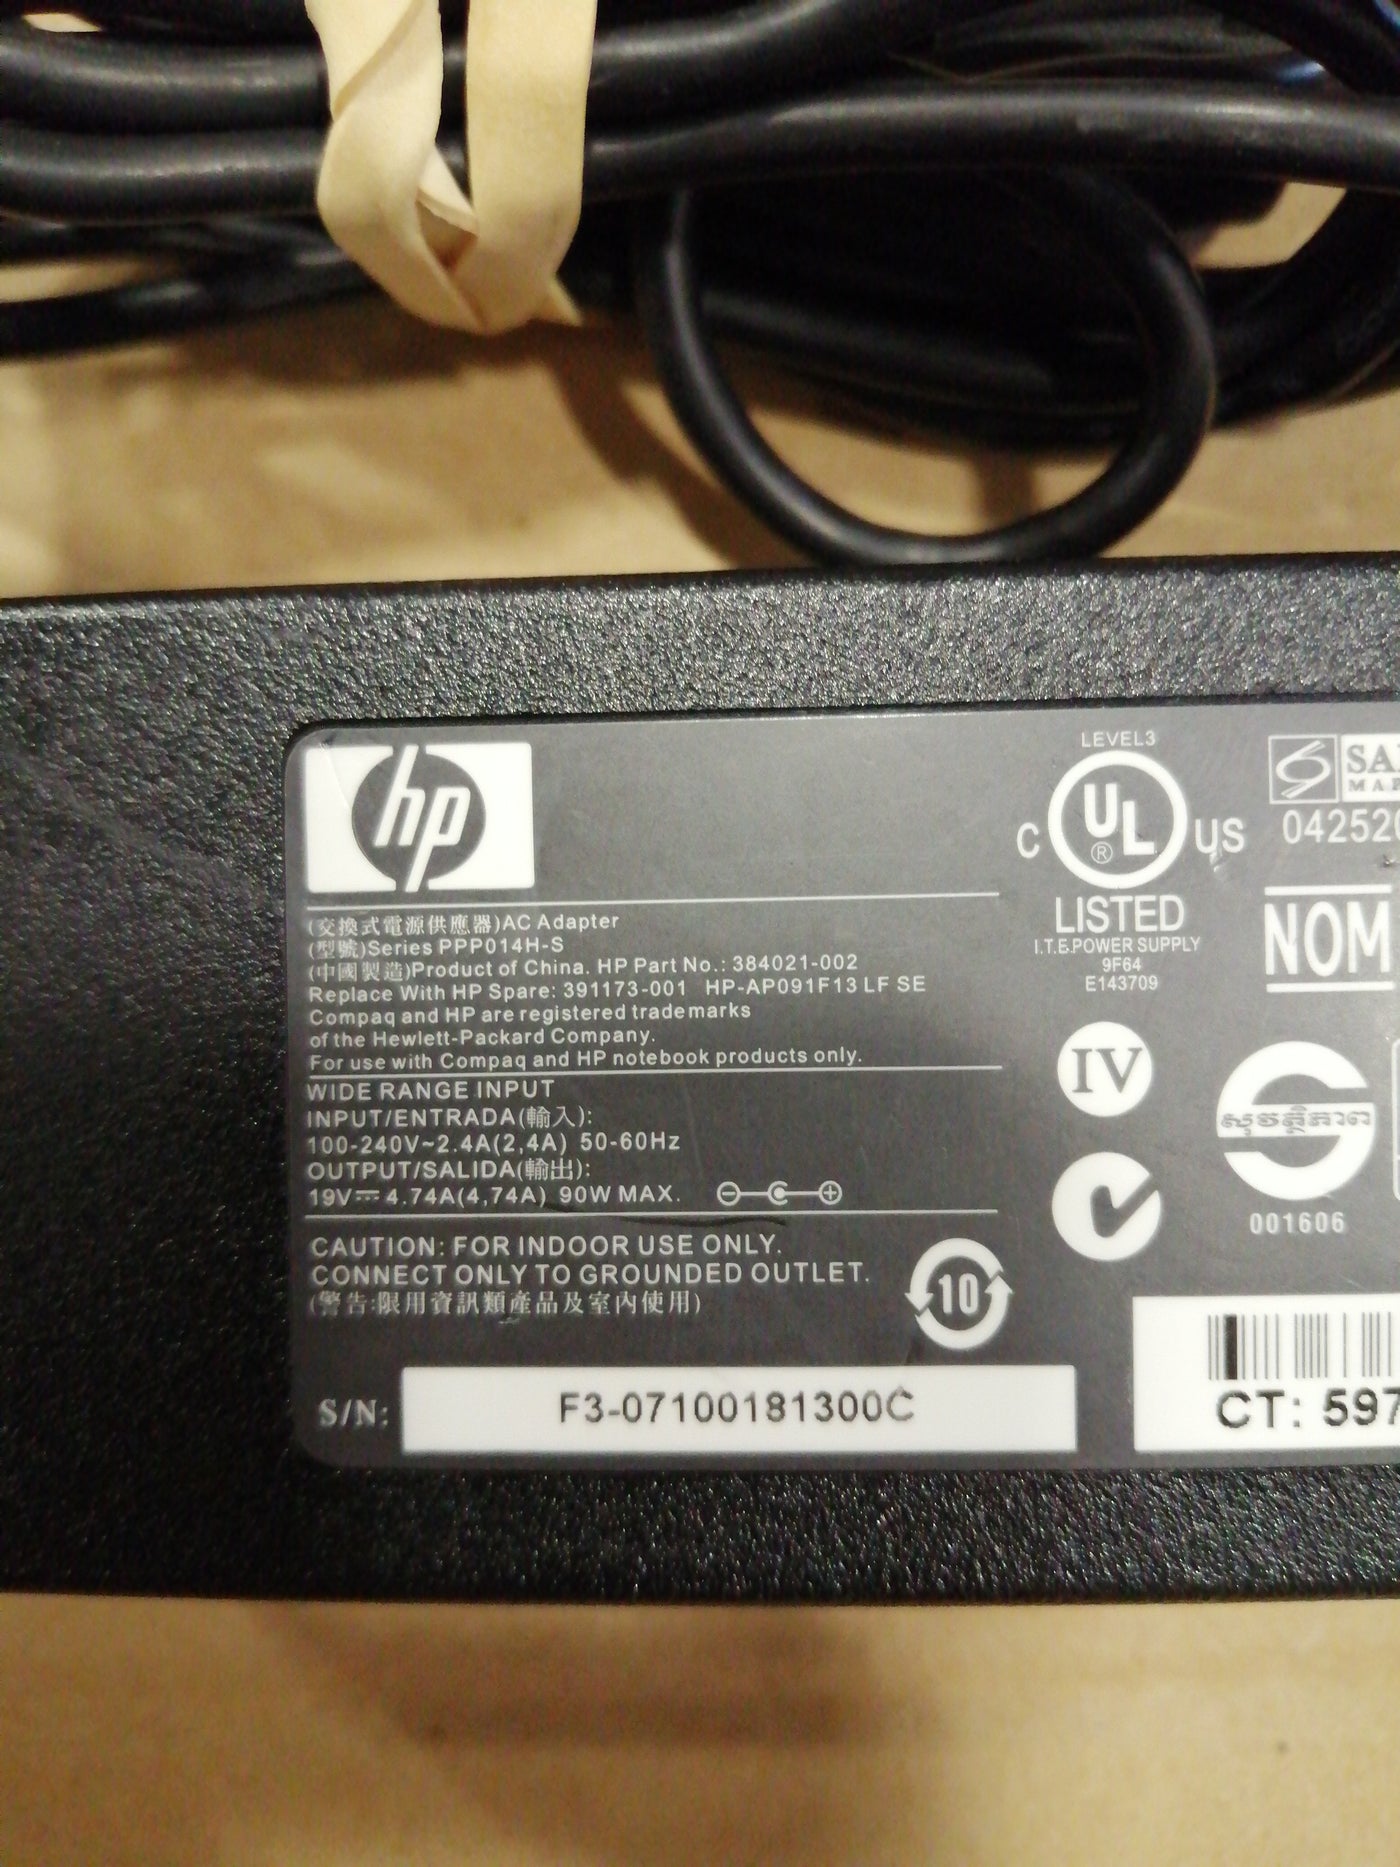 hp
(交換式電源供應器)AC Adapter
(型號)Series PPP014H-S
(中國製造)Product of China. HP Part No.: 384021-002
Replace With HP Spare: 391173-001 HP-AP091F13 LF SE
Compaq and HP are registered trademarks
of the Hewlett-Packard Company.
For use with Compaq and HP notebook products only.
WIDE RANGE INPUT
INPUT/ENTRADA(輸入):
100-240V~2.4A(2,4A) 50-60Hz
OUTPUT/SALIDA(輸出):
19V⎓4.74A(4,74A) 90W MAX.
CAUTION: FOR INDOOR USE ONLY.
CONNECT ONLY TO GROUNDED OUTLET.
(警告:限用資訊類產品及室內使用)
10
S/N: F3-07100181300C
LEVEL3
C UL® US
LISTED
I.T.E.POWER SUPPLY
9F64
E143709
IV
NOM
001606
CT: 597